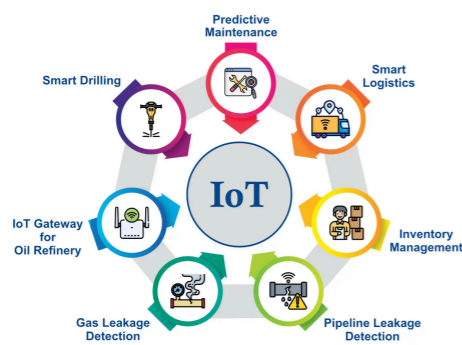 Predictive
Maintenance
Smart Drilling
Smart
Logistics
IoT
IoT Gateway
for
Oil Refinery
Inventory
Management
Gas Leakage
Detection
Pipeline Leakage
Detection